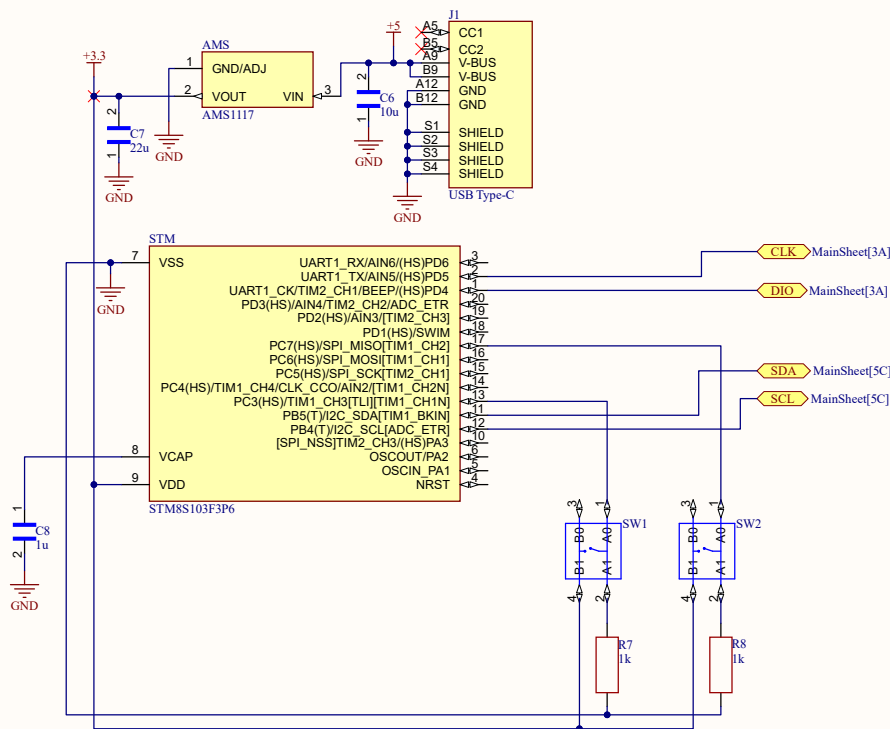 J1
+5
A5
CC1
B5
CC2
A9
V-BUS
B9
V-BUS
A12
GND
B12
GND
S1
SHIELD
S2
SHIELD
S3
SHIELD
S4
SHIELD
USB Type-C
GND
+3.3
AMS
1
GND/ADJ
2
VOUT
VIN
3
AMS1117
GND
2
C7
22u
1
GND
2
C6
10u
1
GND
STM
7
VSS
GND
UART1_RX/AIN6/(HS)PD6
3
UART1_TX/AIN5/(HS)PD5
2
UART1_CK/TIM2_CH1/BEEP/(HS)PD4
1
PD3(HS)/AIN4/TIM2_CH2/ADC_ETR
20
PD2(HS)/AIN3/[TIM2_CH3]
19
PD1(HS)/SWIM
18
PC7(HS)/SPI_MISO[TIM1_CH2]
17
PC6(HS)/SPI_MOSI[TIM1_CH1]
16
PC5(HS)/SPI_SCK[TIM2_CH1]
15
PC4(HS)/TIM1_CH4/CLK_CCO/AIN2/[TIM1_CH2N]
14
PC3(HS)/TIM1_CH3[TLI][TIM1_CH1N]
13
PB5(T)/I2C_SDA[TIM1_BKIN]
11
PB4(T)/I2C_SCL[ADC_ETR]
12
[SPI_NSS]TIM2_CH3/(HS)PA3
10
8
VCAP
OSCOUT/PA2
6
OSCIN_PA1
5
9
VDD
NRST
4
STM8S103F3P6
CLK
MainSheet[3A]
DIO
MainSheet[3A]
SDA
MainSheet[5C]
SCL
MainSheet[5C]
1
C8
1u
2
GND
3
1
SW1
B0
A0
B1
A1
4
2
3
1
SW2
B0
A0
B1
A1
4
2
R7
1k
R8
1k